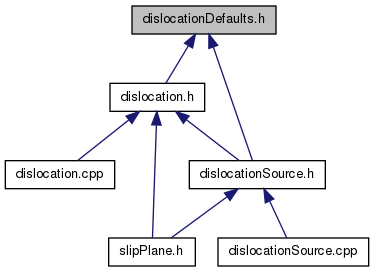 dislocationDefaults.h
dislocation.h
dislocation.cpp
dislocationSource.h
slipPlane.h
dislocationSource.cpp